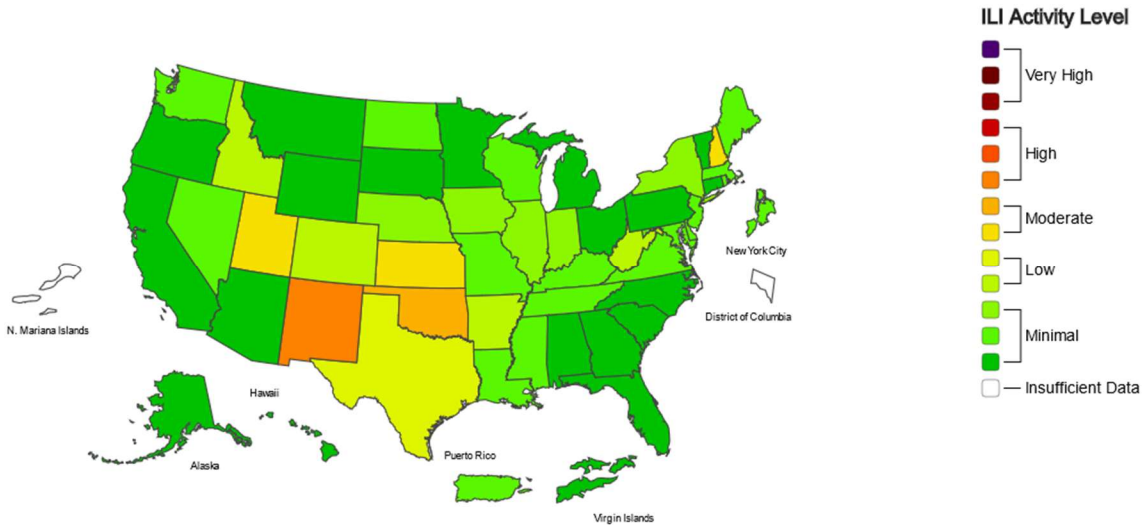 ILI Activity Level
Very High
High
Moderate
Low
Minimal
Insufficient Data
New York City
District of Columbia
N. Mariana Islands
Hawaii
Alaska
Puerto Rico
Virgin Islands